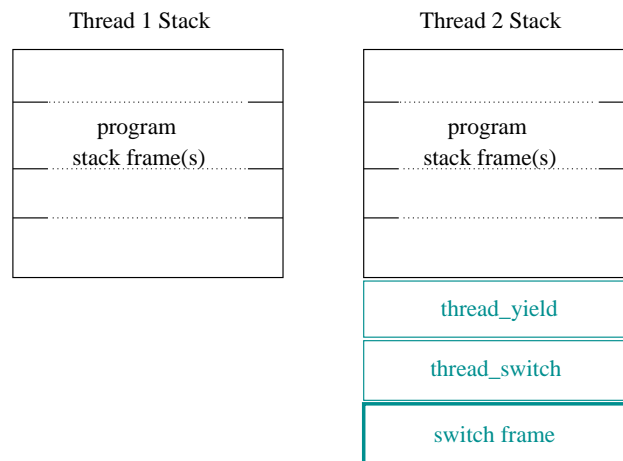 Thread 1 Stack
Thread 2 Stack
program
stack frame(s)
program
stack frame(s)
thread_yield
thread_switch
switch frame